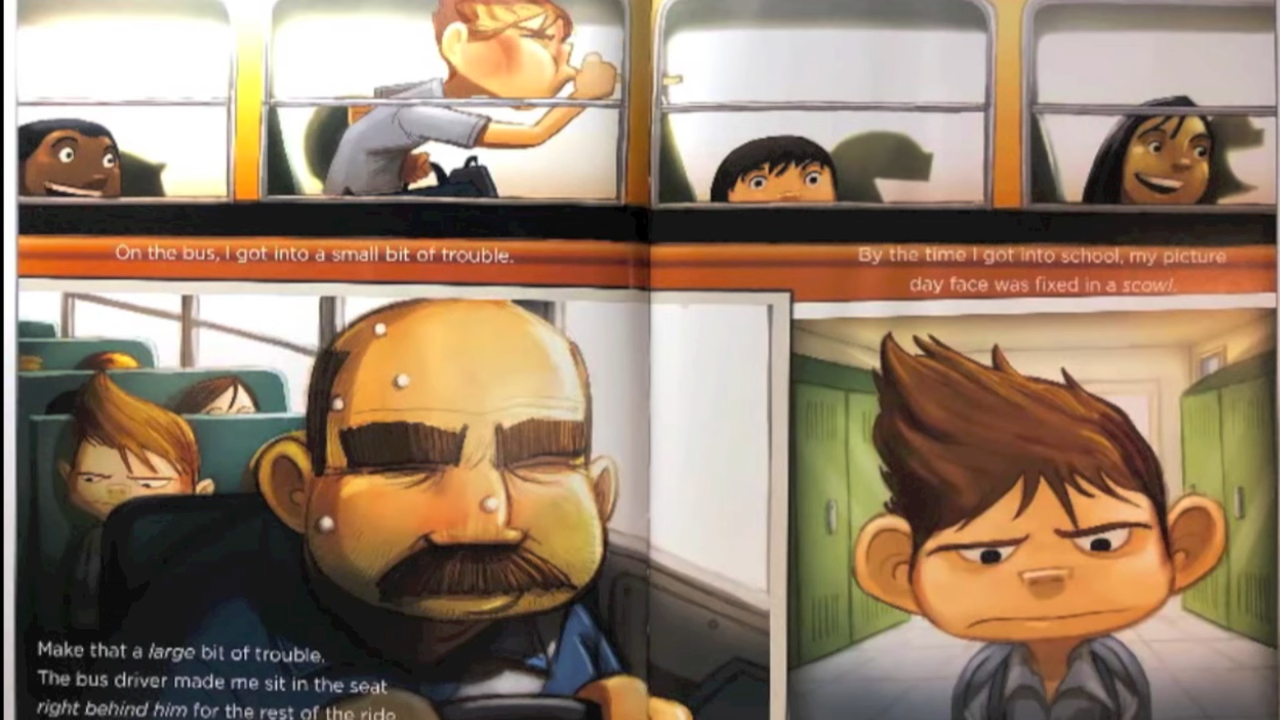 On the bus, I got into a small bit of trouble.
By the time I got into school, my picture
day face was fixed in a scowl.
Make that a large bit of trouble.
The bus driver made me sit in the seat
right behind him for the rest of the ride